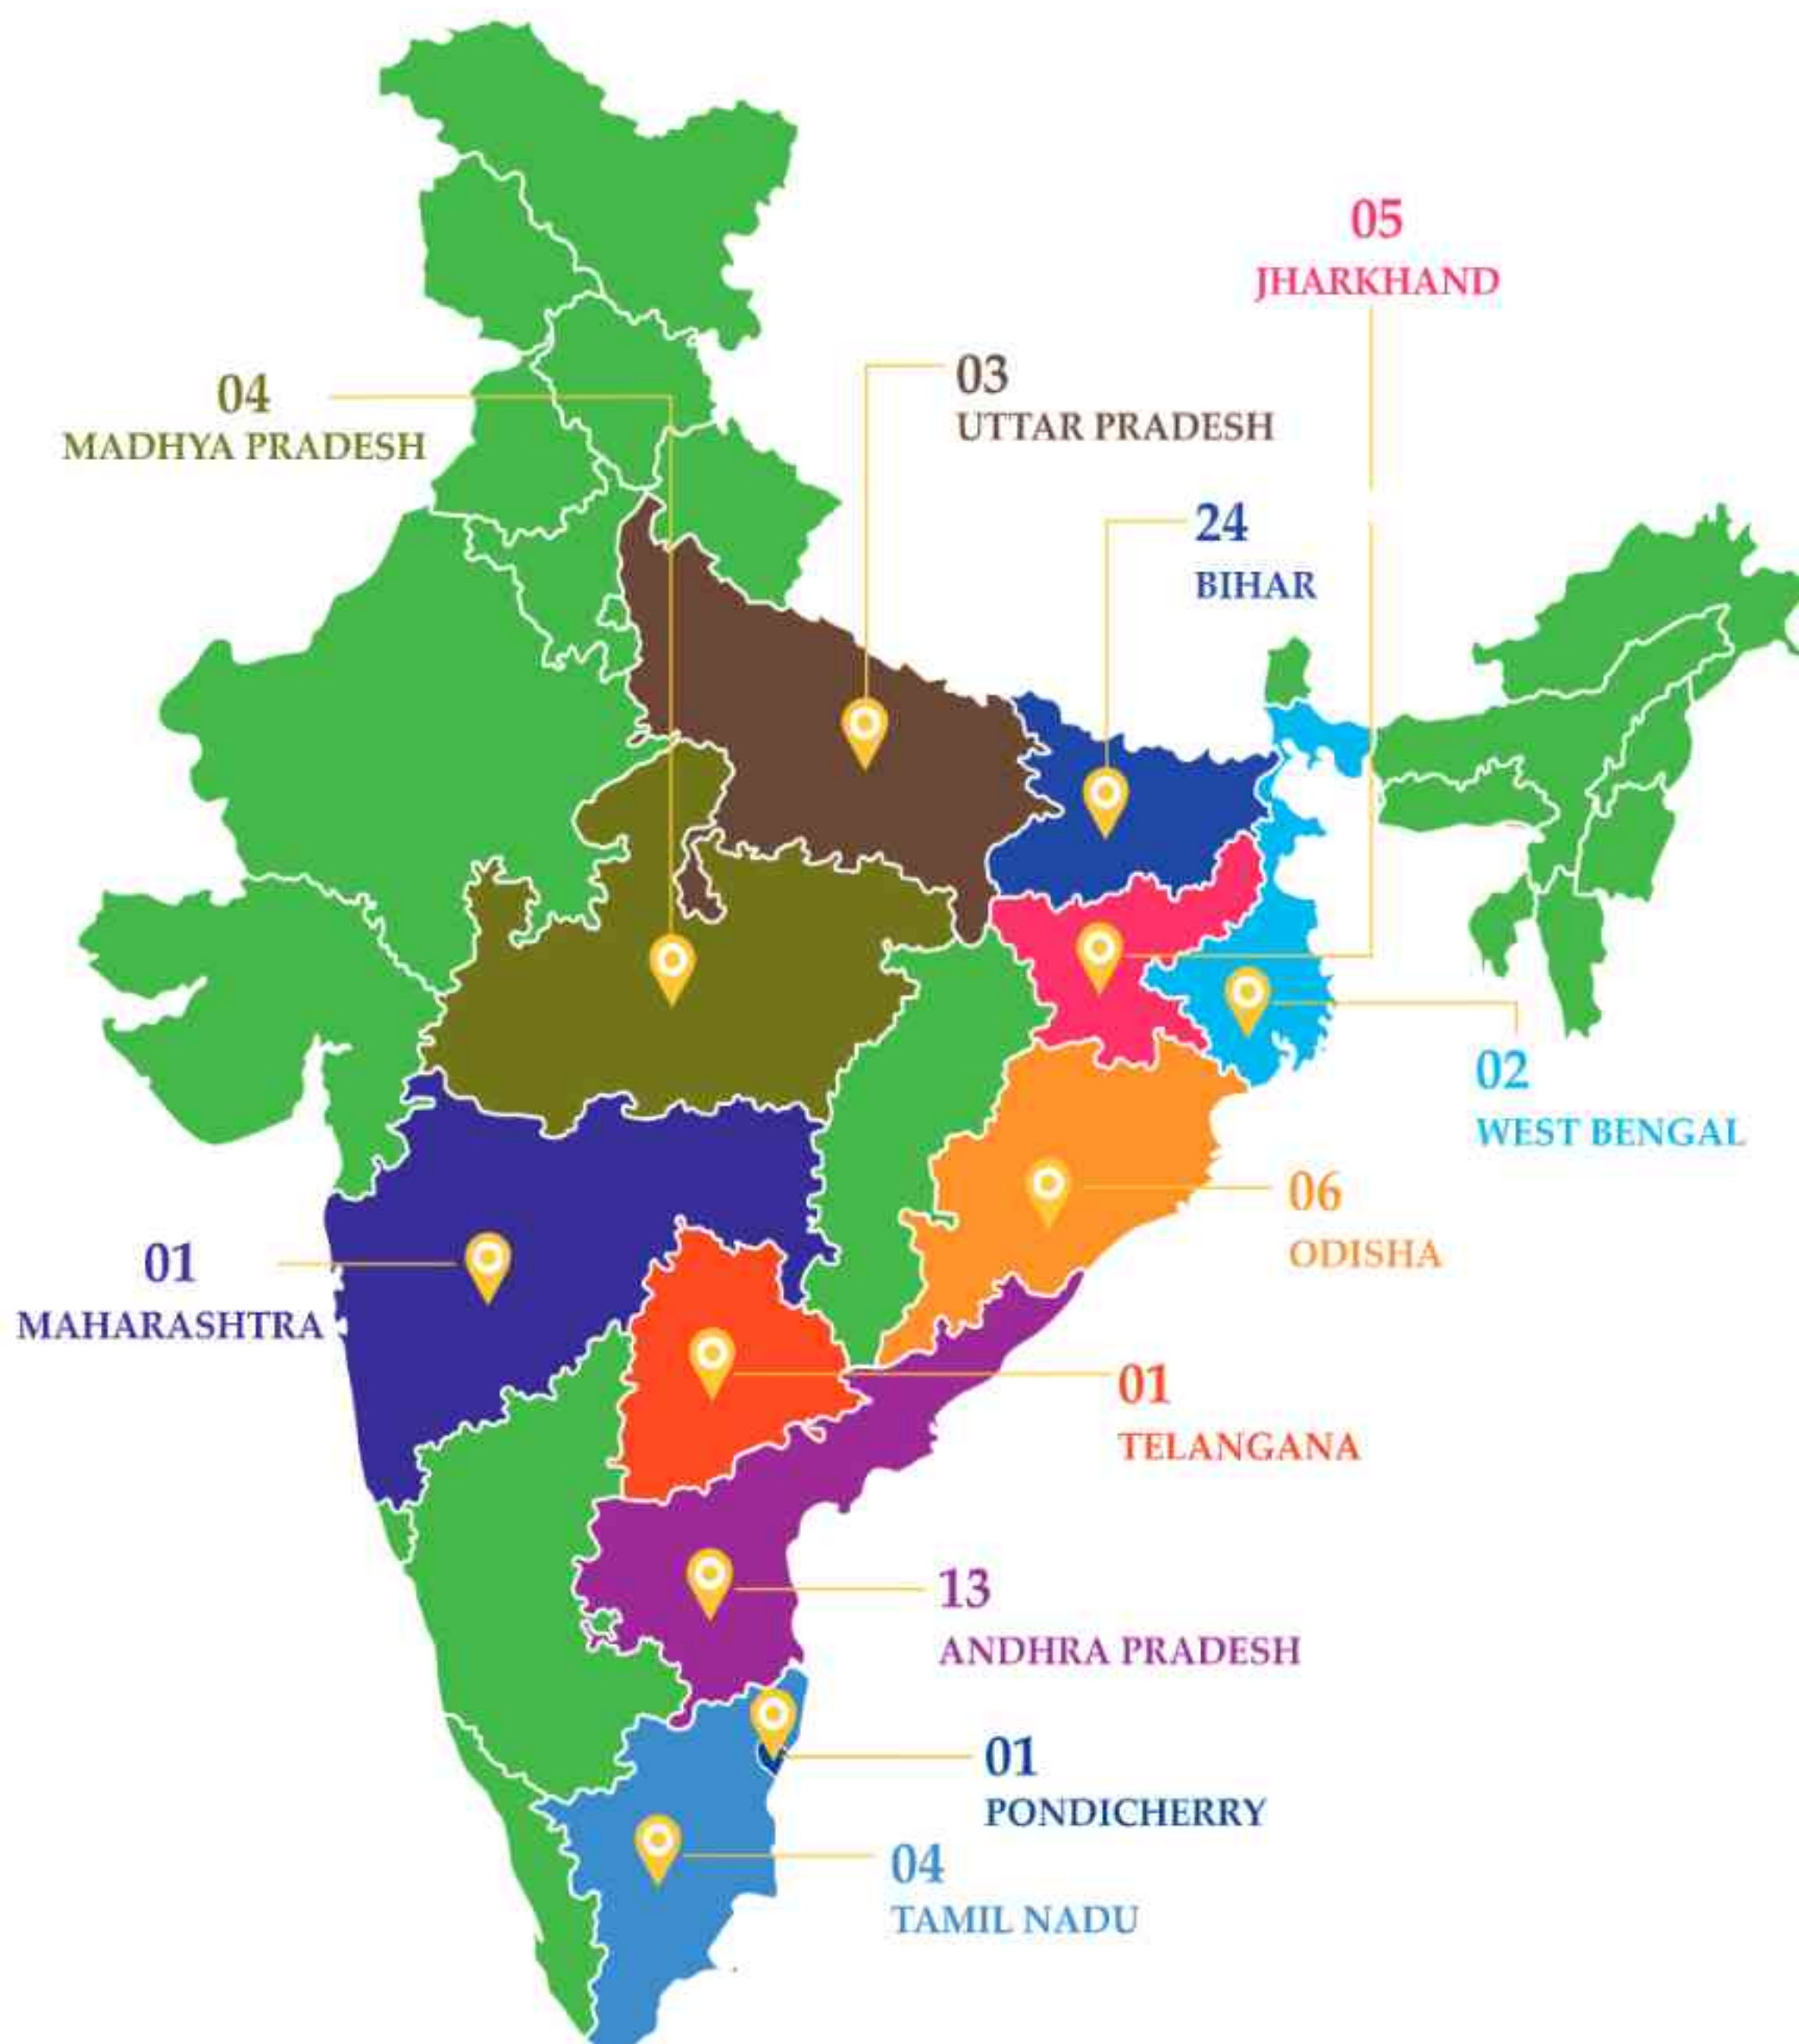 05
JHARKHAND
03
UTTAR PRADESH
04
MADHYA PRADESH
24
BIHAR
02
WEST BENGAL
06
ODISHA
01
MAHARASHTRA
01
TELANGANA
13
ANDHRA PRADESH
01
PONDICHERRY
04
TAMIL NADU